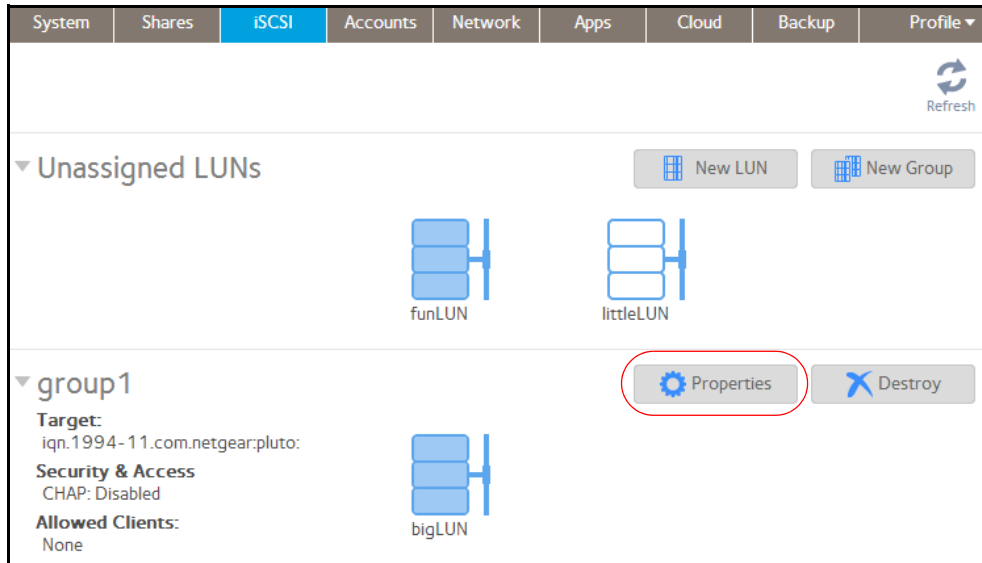 System Shares iSCSI Accounts Network Apps Cloud Backup Profile
Refresh
Unassigned LUNs
New LUN New Group
funLUN littleLUN
group1
Properties Destroy
Target:
iqn.1994-11.com.netgear:pluto:
Security & Access
CHAP: Disabled
Allowed Clients:
None
bigLUN